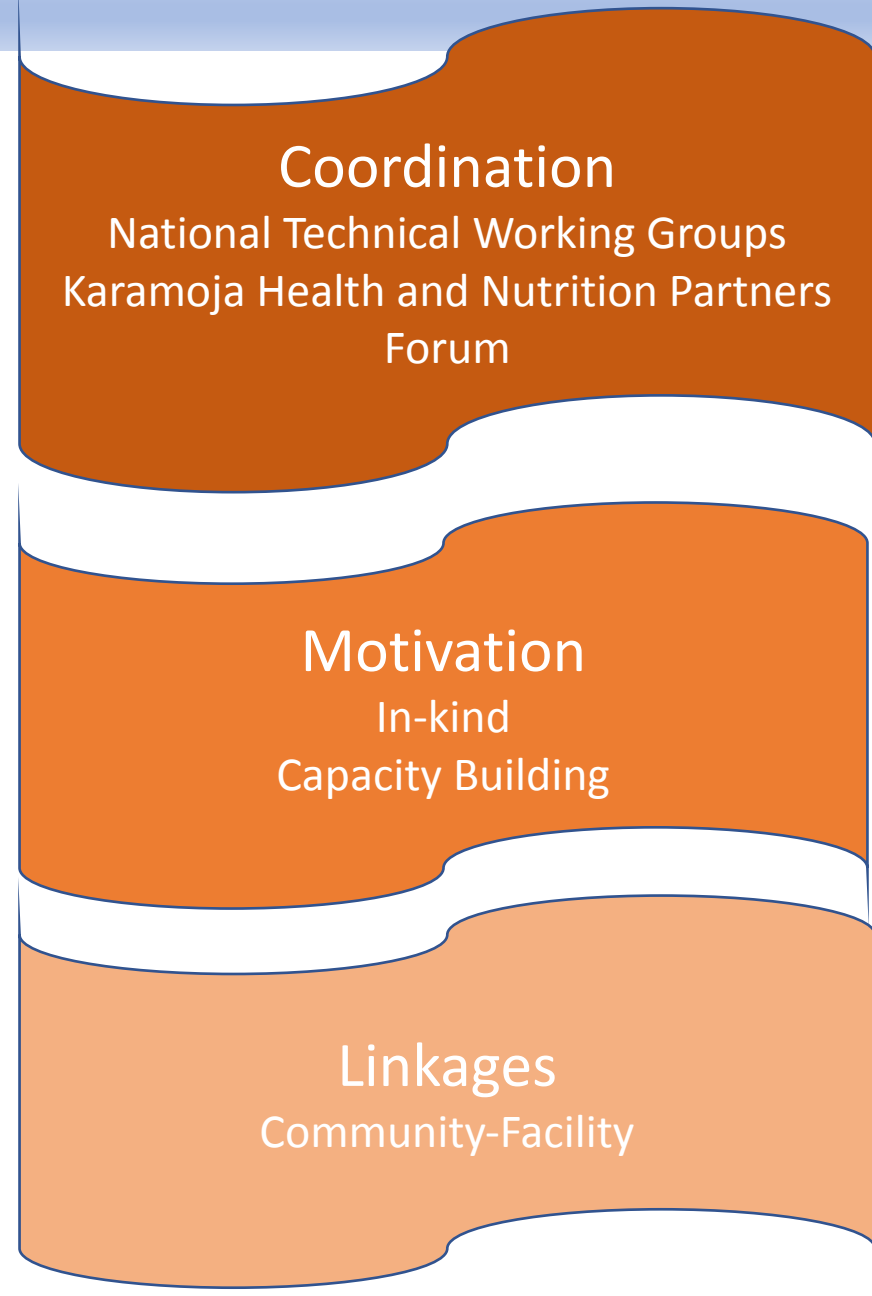 Coordination
National Technical Working Groups
Karamoja Health and Nutrition Partners
Forum
Motivation
In-kind
Capacity Building
Linkages
Community-Facility